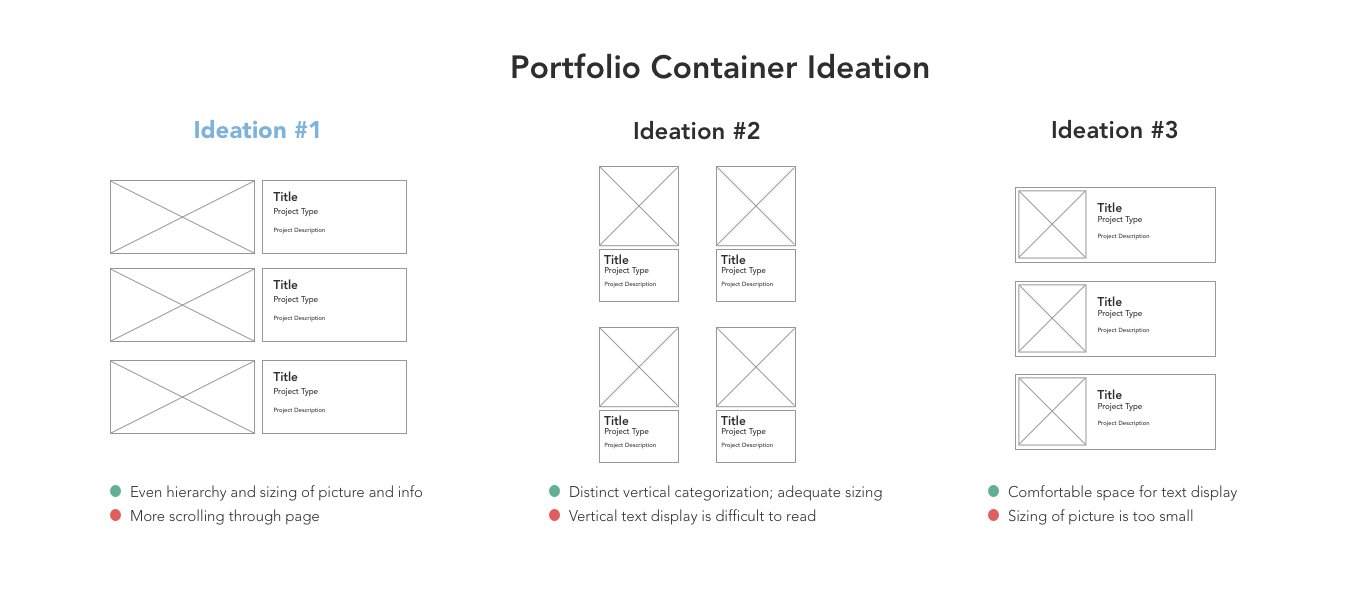 Portfolio Container Ideation
Ideation #1
Title
Project Type
Project Description
Title
Project Type
Project Description
Title
Project Type
Project Description
Even hierarchy and sizing of picture and info
More scrolling through page
Ideation #2
Title
Project Type
Project Description
Title
Project Type
Project Description
Title
Project Type
Project Description
Title
Project Type
Project Description
Distinct vertical categorization; adequate sizing
Vertical text display is difficult to read
Ideation #3
Title
Project Type
Project Description
Title
Project Type
Project Description
Title
Project Type
Project Description
Comfortable space for text display
Sizing of picture is too small